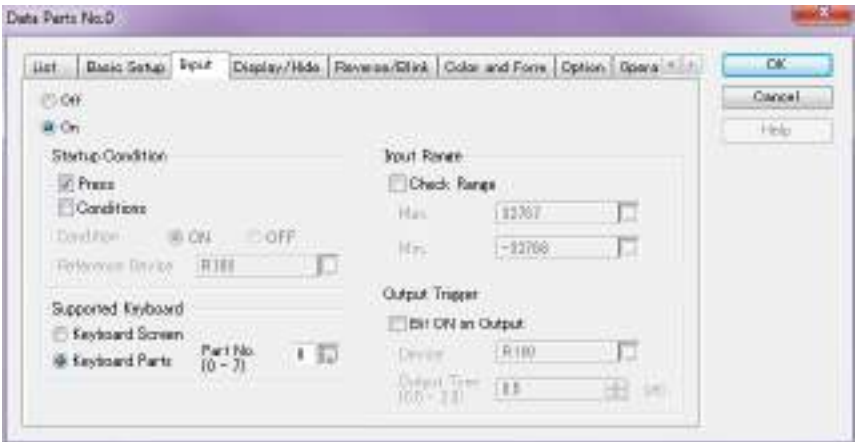 Data Parts No.0
List Basic Setup Input Display/Hide Reverse/Blink Color and Form Option Opera
OK
Cancel
Help
Off
On
Startup Condition
Press
Conditions
Condition ON OFF
Reference Device R100
Supported Keyboard
Keyboard Screen
Keyboard Parts
Part No.
(0 - 7)
Input Range
Check Range
Max. 32767
Min. -32768
Output Trigger
Bit ON an Output
Device R100
Output Time